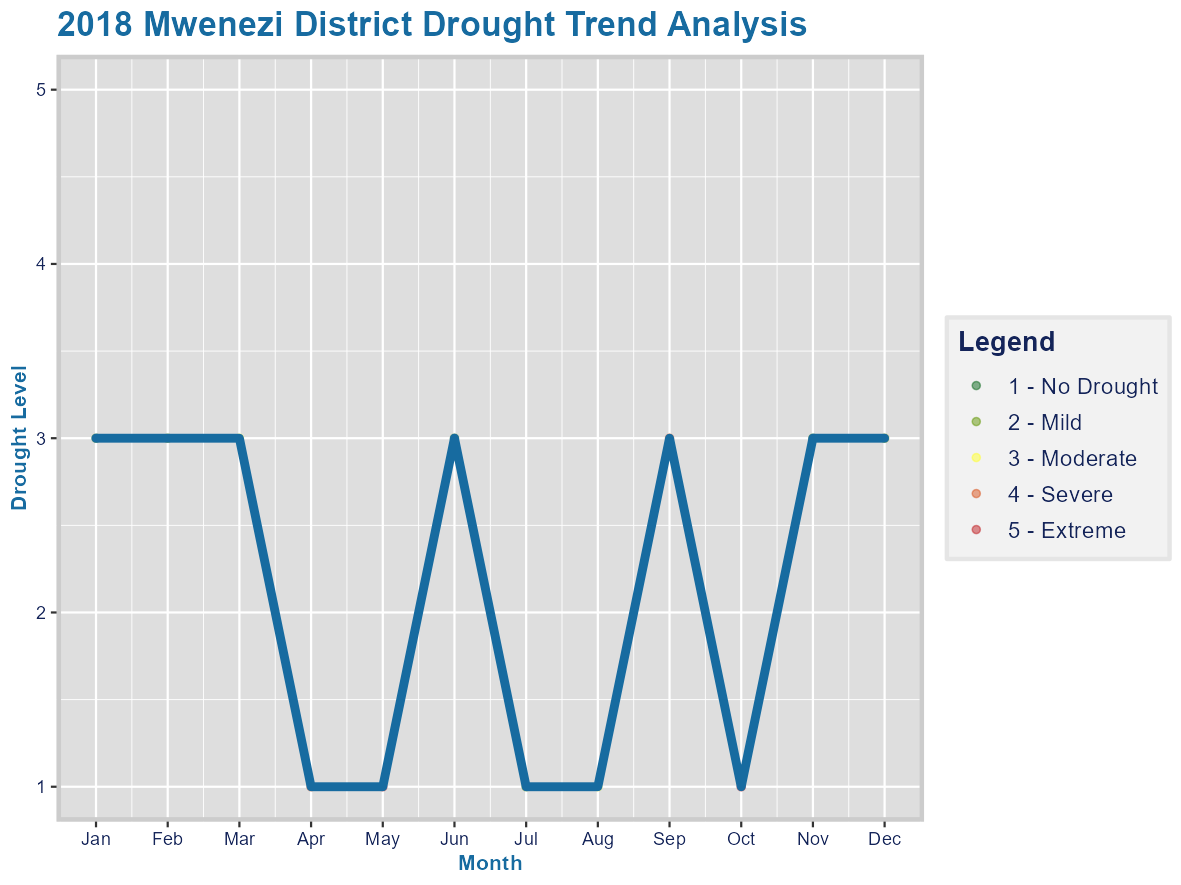 2018 Mwenezi District Drought Trend Analysis
5
4
3
2
1
Drought Level
Jan Feb Mar Apr May Jun Jul Aug Sep Oct Nov Dec
Month
Legend
1 - No Drought
2 - Mild
3 - Moderate
4 - Severe
5 - Extreme